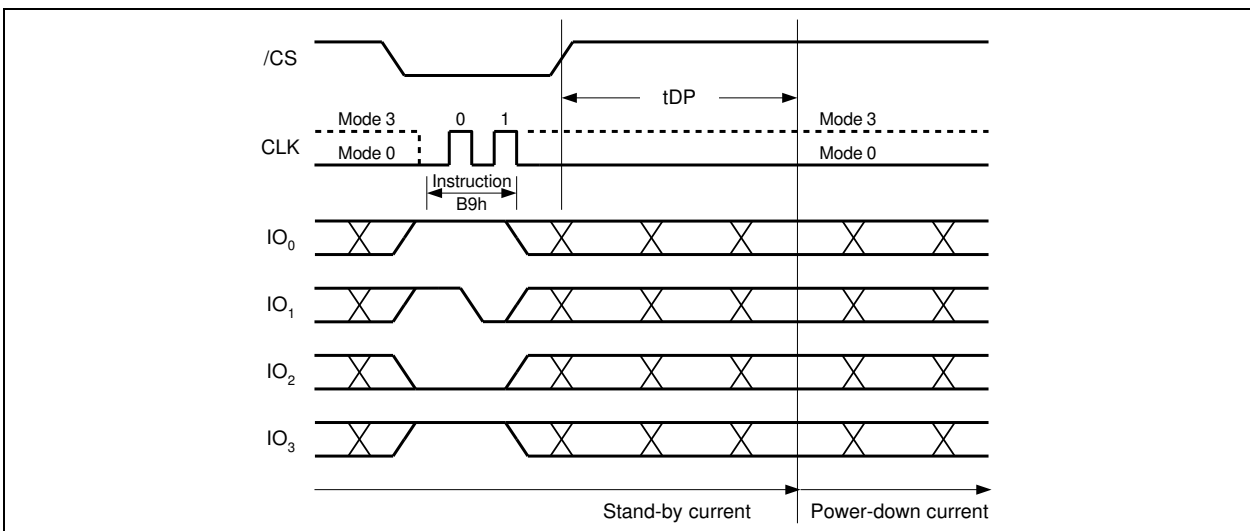 /CS
tDP
Mode 3 0 1 Mode 3
CLK
Mode 0 Mode 0
Instruction
B9h
IO0
IO1
IO2
IO3
Stand-by current Power-down current